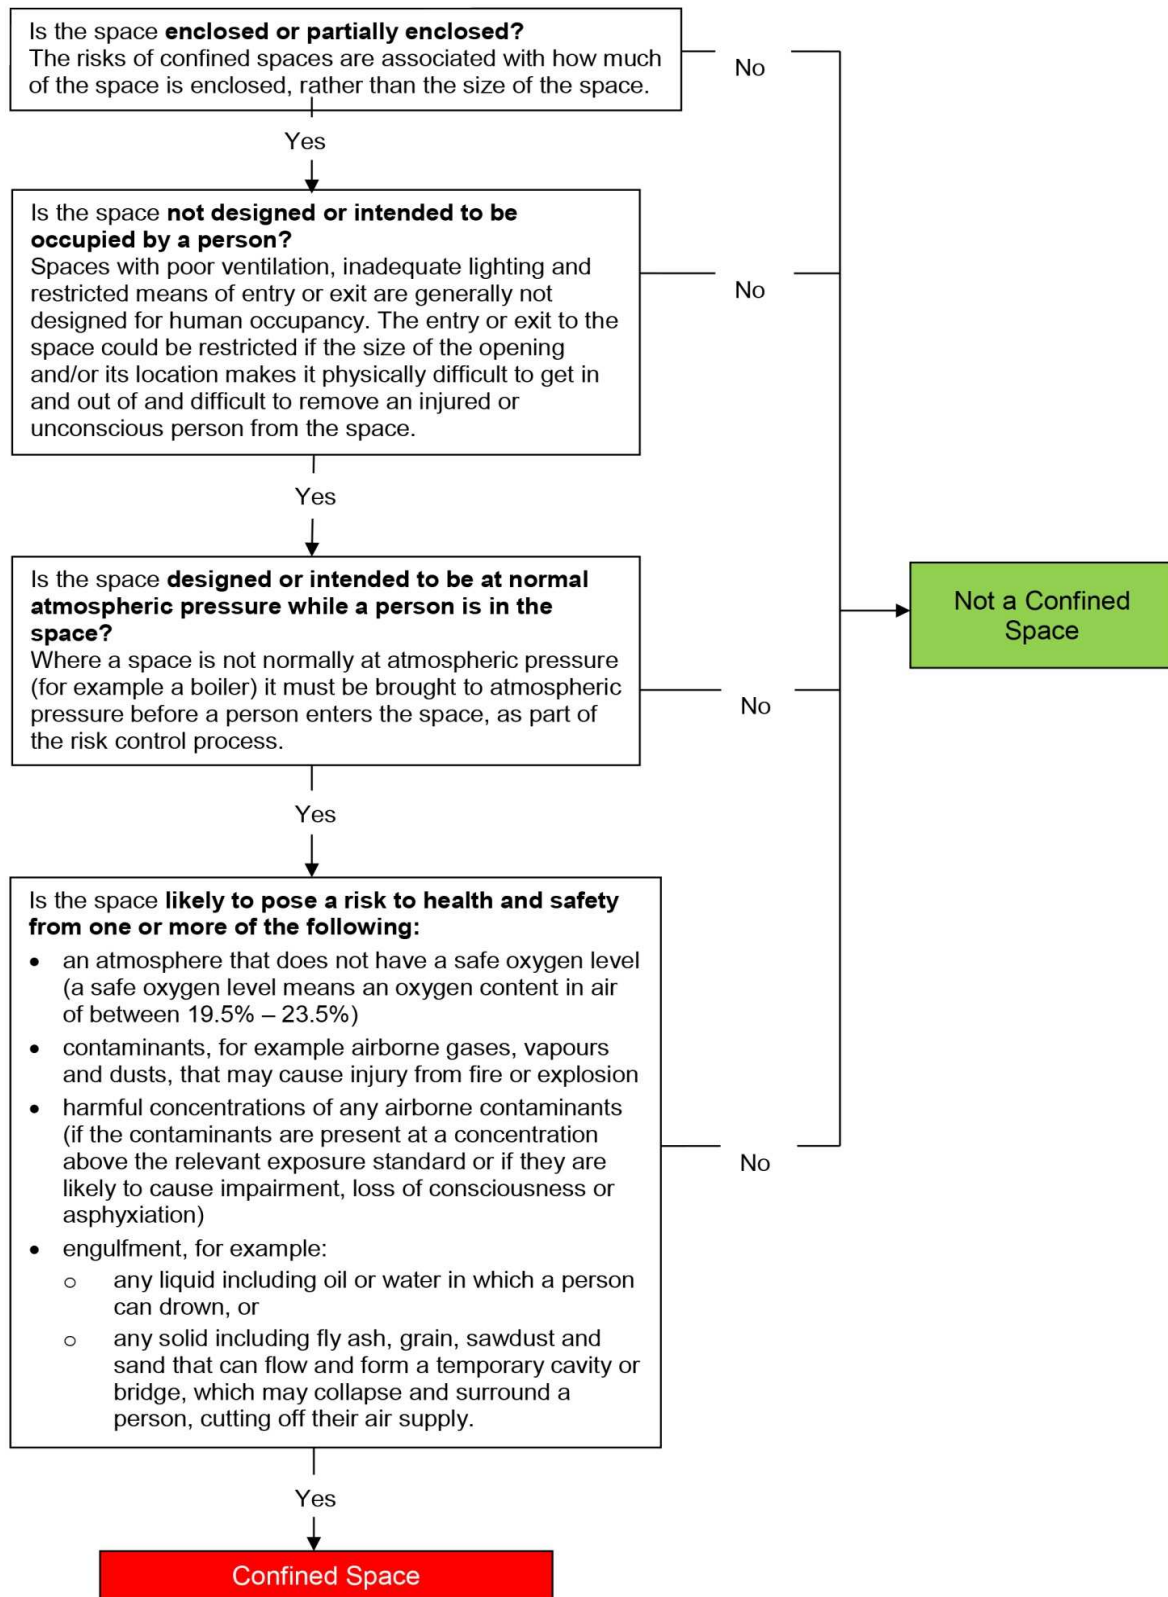 Is the space enclosed or partially enclosed?
The risks of confined spaces are associated with how much
of the space is enclosed, rather than the size of the space.
No
Yes
Is the space not designed or intended to be
occupied by a person?
Spaces with poor ventilation, inadequate lighting and
restricted means of entry or exit are generally not
designed for human occupancy. The entry or exit to the
space could be restricted if the size of the opening
and/or its location makes it physically difficult to get in
and out of and difficult to remove an injured or
unconscious person from the space.
No
Yes
Is the space designed or intended to be at normal
atmospheric pressure while a person is in the
space?
Where a space is not normally at atmospheric pressure
(for example a boiler) it must be brought to atmospheric
pressure before a person enters the space, as part of
the risk control process.
No
Not a Confined
Space
Yes
Is the space likely to pose a risk to health and safety
from one or more of the following:
• an atmosphere that does not have a safe oxygen level
(a safe oxygen level means an oxygen content in air
of between 19.5% – 23.5%)
• contaminants, for example airborne gases, vapours
and dusts, that may cause injury from fire or explosion
• harmful concentrations of any airborne contaminants
(if the contaminants are present at a concentration
above the relevant exposure standard or if they are
likely to cause impairment, loss of consciousness or
asphyxiation)
• engulfment, for example:
o any liquid including oil or water in which a person
can drown, or
o any solid including fly ash, grain, sawdust and
sand that can flow and form a temporary cavity or
bridge, which may collapse and surround a
person, cutting off their air supply.
No
Yes
Confined Space